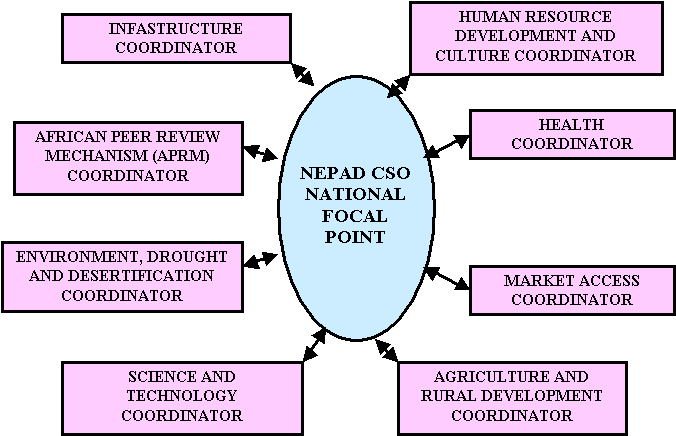 INFASTRUCTURE
COORDINATOR
HUMAN RESOURCE
DEVELOPMENT AND
CULTURE COORDINATOR
AFRICAN PEER REVIEW
MECHANISM (APRM)
COORDINATOR
HEALTH
COORDINATOR
NEPAD CSO
NATIONAL
FOCAL
POINT
ENVIRONMENT, DROUGHT
AND DESERTIFICATION
COORDINATOR
MARKET ACCESS
COORDINATOR
SCIENCE AND
TECHNOLOGY
COORDINATOR
AGRICULTURE AND
RURAL DEVELOPMENT
COORDINATOR